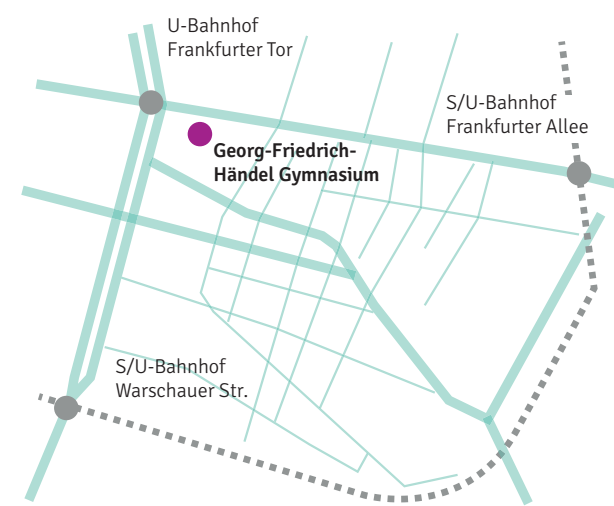 U-Bahnhof
Frankfurter Tor
S/U-Bahnhof
Frankfurter Allee
Georg-Friedrich-
Händel Gymnasium
S/U-Bahnhof
Warschauer Str.